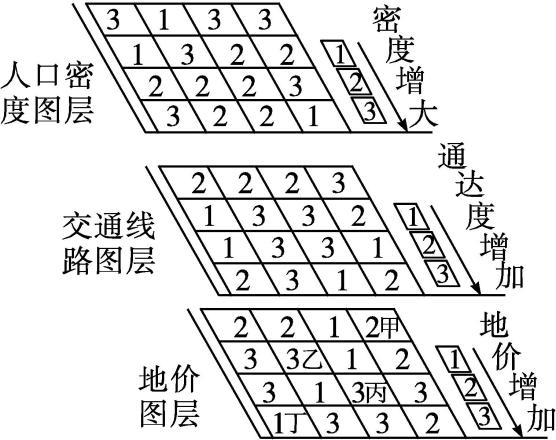 3 1 3 3
1 3 2 2
2 2 2 3
3 2 2 1
人口密
度图层
1
2
3
密度增大
2 2 2 3
1 3 3 2
1 3 3 1
2 3 1 2
交通线
路图层
1
2
3
通达度增加
2 2 1 2甲
3 3乙 1 2
3 1 3丙 3
1丁 3 3 2
地价
图层
1
2
3
地价增加